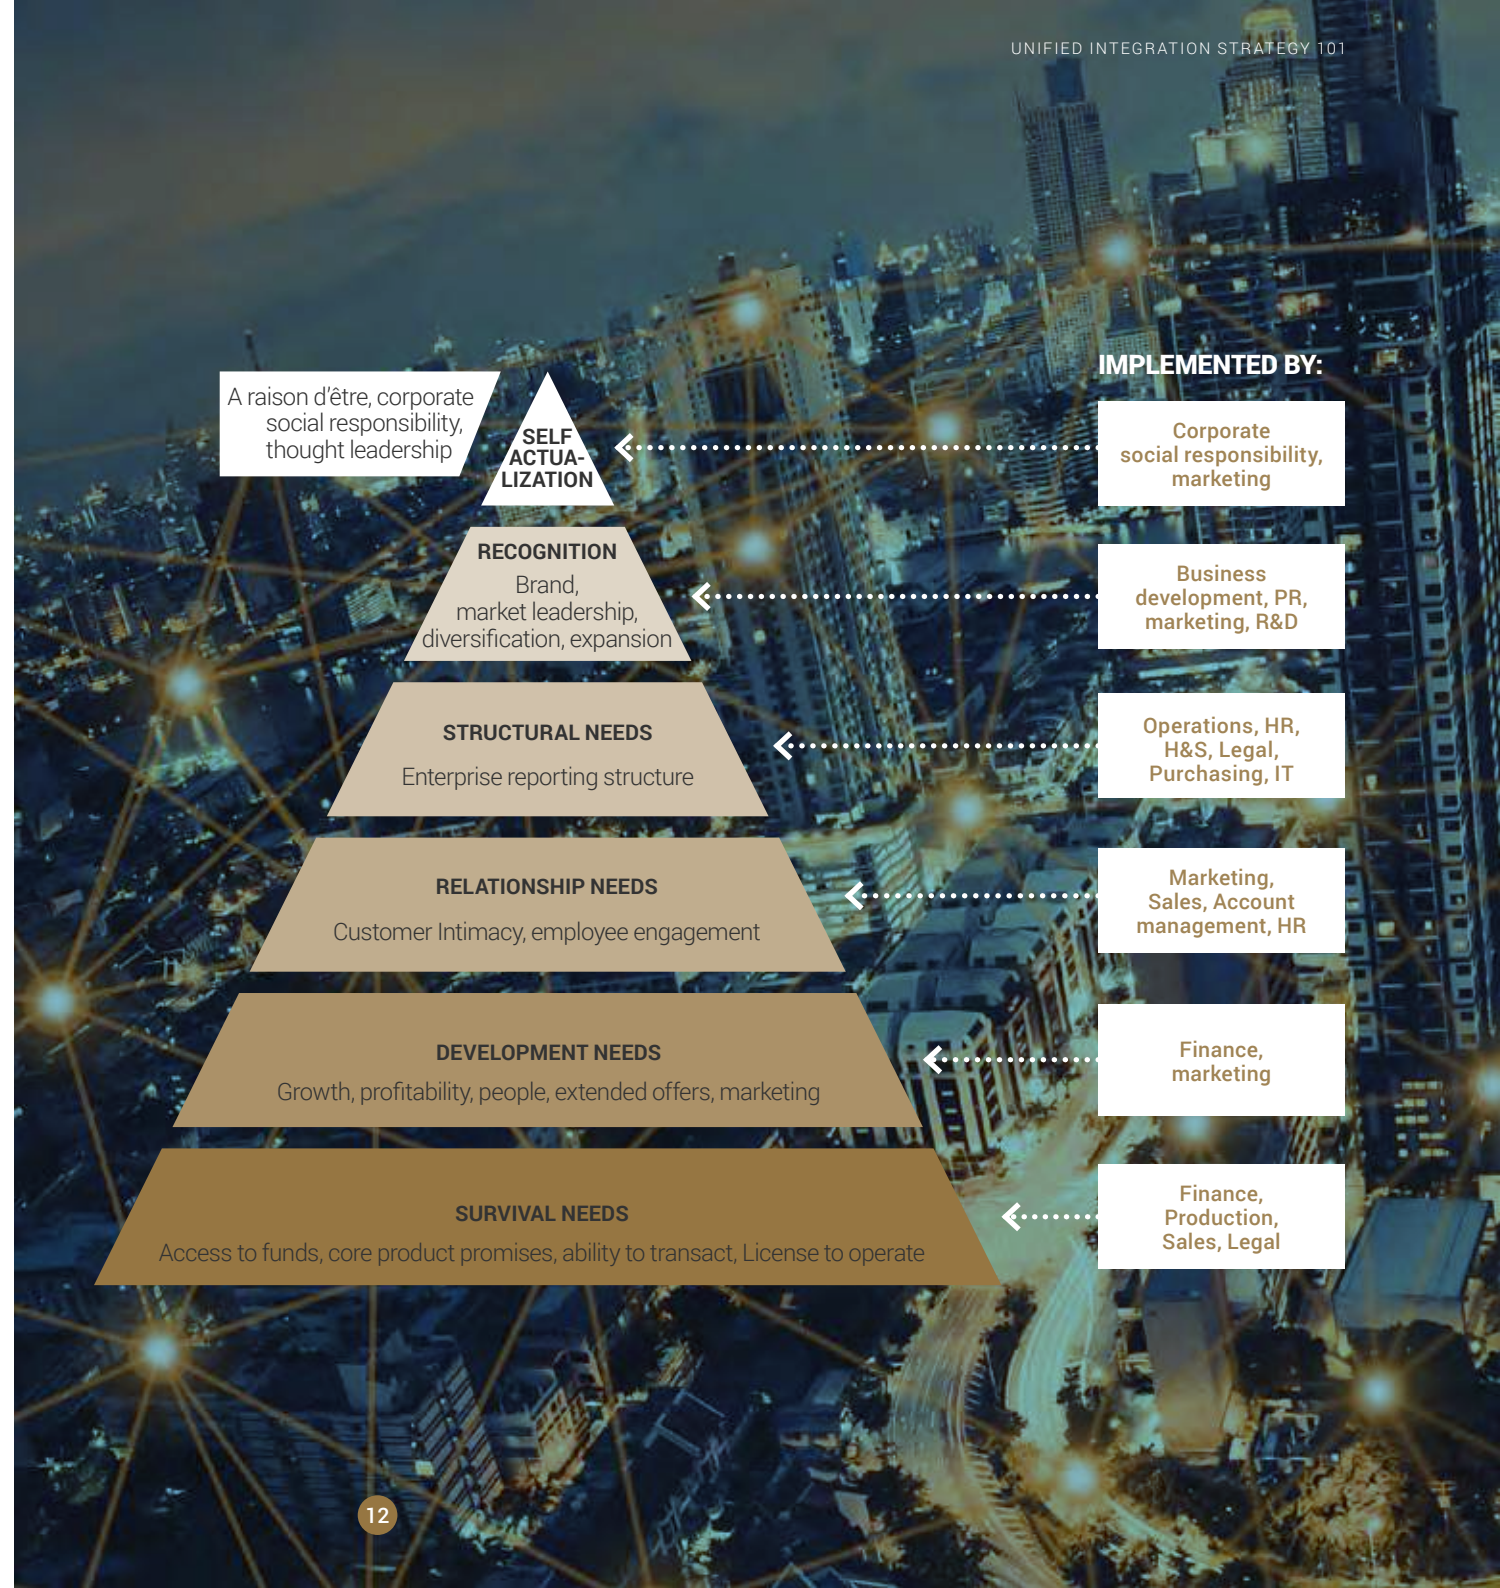 UNIFIED INTEGRATION STRATEGY 101
IMPLEMENTED BY:
A raison d'être, corporate
social responsibility,
thought leadership
SELF
ACTUA-
LIZATION
Corporate
social responsibility,
marketing
RECOGNITION
Brand,
market leadership,
diversification, expansion
Business
development, PR,
marketing, R&D
STRUCTURAL NEEDS
Enterprise reporting structure
Operations, HR,
H&S, Legal,
Purchasing, IT
RELATIONSHIP NEEDS
Customer Intimacy, employee engagement
Marketing,
Sales, Account
management, HR
DEVELOPMENT NEEDS
Growth, profitability, people, extended offers, marketing
Finance,
marketing
SURVIVAL NEEDS
Access to funds, core product promises, ability to transact, License to operate
Finance,
Production,
Sales, Legal
12